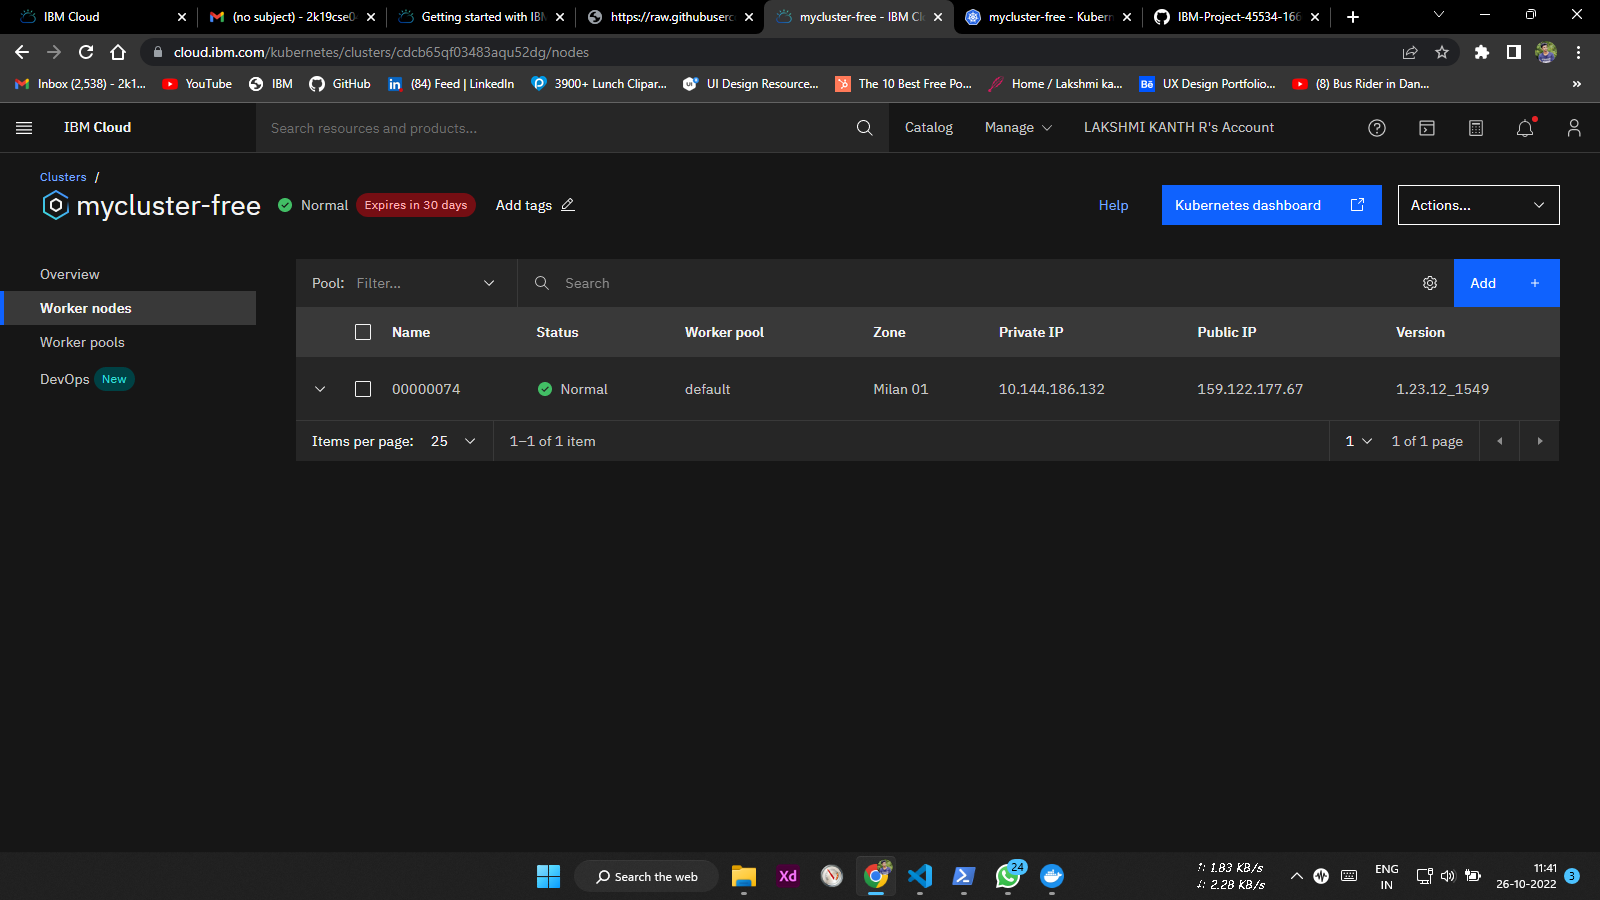 IBM Cloud
(no subject) - 2k19cse0
Getting started with IBM
https://raw.githubuserco
mycluster-free - IBM Cl
mycluster-free - Kubern
IBM-Project-45534-166
cloud.ibm.com/kubernetes/clusters/cdcb65qf03483aqu52dg/nodes
Inbox (2,538) - 2k1...
YouTube
IBM
GitHub
(84) Feed | LinkedIn
3900+ Lunch Clipar...
UI Design Resource...
The 10 Best Free Po...
Home / Lakshmi ka...
UX Design Portfolio...
(8) Bus Rider in Dan...
»
IBM Cloud
Search resources and products...
Catalog
Manage
LAKSHMI KANTH R's Account
Clusters /
mycluster-free
Normal
Expires in 30 days
Add tags
Help
Kubernetes dashboard
Actions...
Overview
Worker nodes
Worker pools
DevOps New
Pool: Filter...
Search
Add +
Name Status Worker pool Zone Private IP Public IP Version
00000074 Normal default Milan 01 10.144.186.132 159.122.177.67 1.23.12_1549
Items per page: 25 1–1 of 1 item 1 1 of 1 page
Search the web
Xd
24
1.83 KB/s
2.28 KB/s
ENG
IN
11:41
26-10-2022
3